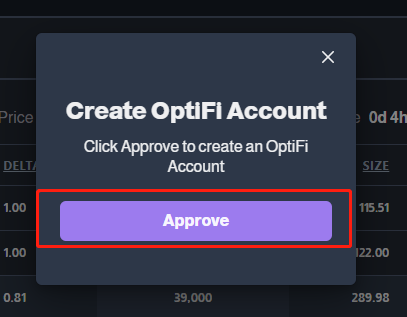 Create OptiFi Account
Click Approve to create an OptiFi
Account
Approve
Price
0d 4h
DELTA
SIZE
1.00
115.51
1.00
122.00
0.81
39,000
289.98